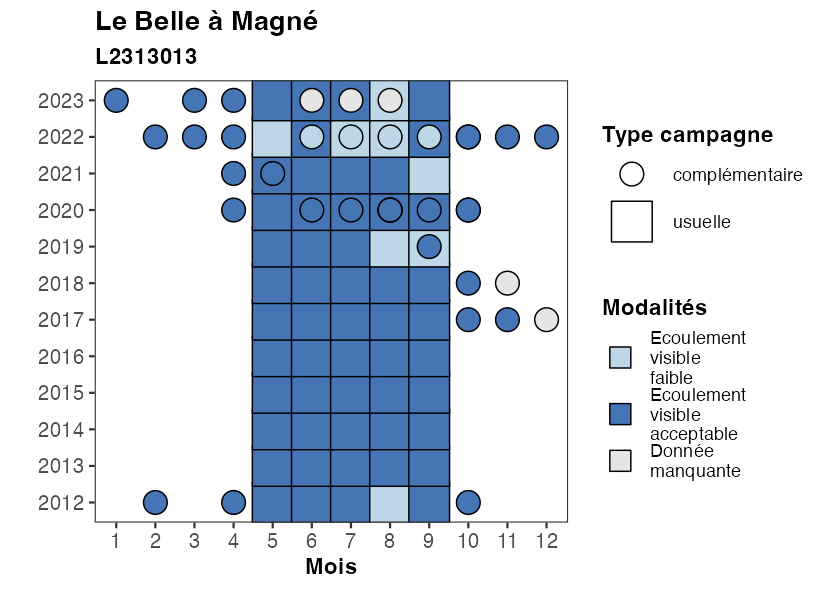 Le Belle à Magné
L2313013
2023
2022
2021
2020
2019
2018
2017
2016
2015
2014
2013
2012
1 2 3 4 5 6 7 8 9 10 11 12
Mois
Type campagne
complémentaire
usuelle
Modalités
Ecoulement
visible
faible
Ecoulement
visible
acceptable
Donnée
manquante